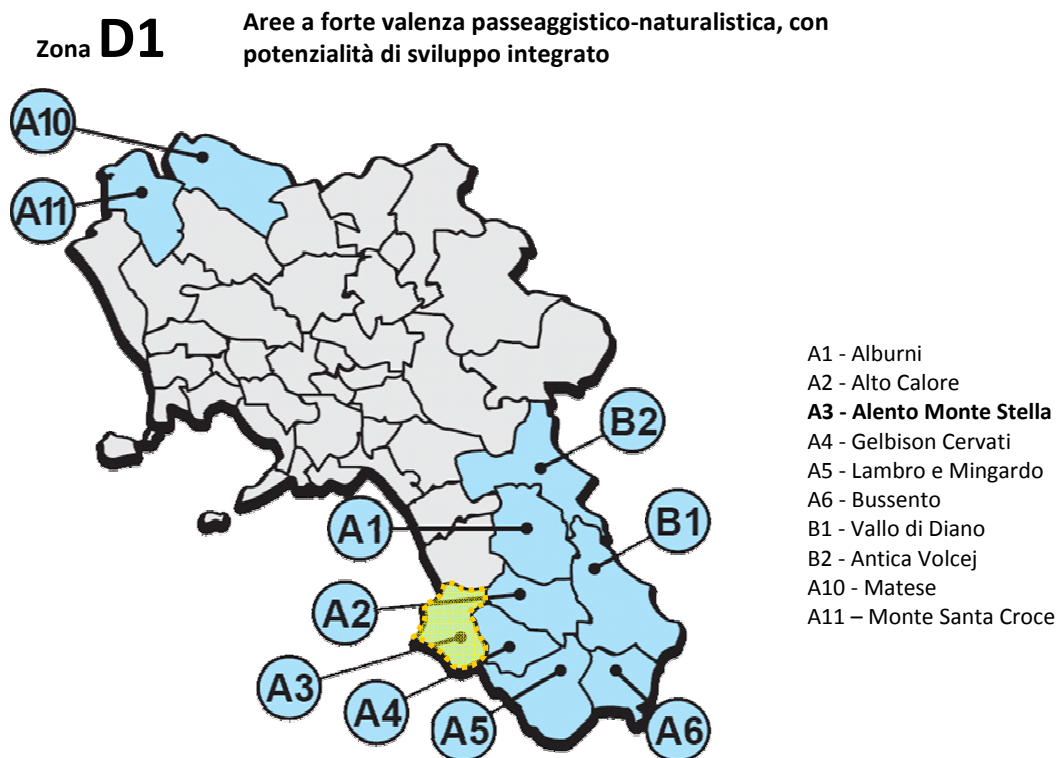 Zona D1
Aree a forte valenza passeaggistico-naturalistica, con
potenzialità di sviluppo integrato
A10
A11
B2
A1
B1
A2
A3
A4
A5
A6
A1 - Alburni
A2 - Alto Calore
A3 - Alento Monte Stella
A4 - Gelbison Cervati
A5 - Lambro e Mingardo
A6 - Bussento
B1 - Vallo di Diano
B2 - Antica Volcej
A10 - Matese
A11 – Monte Santa Croce